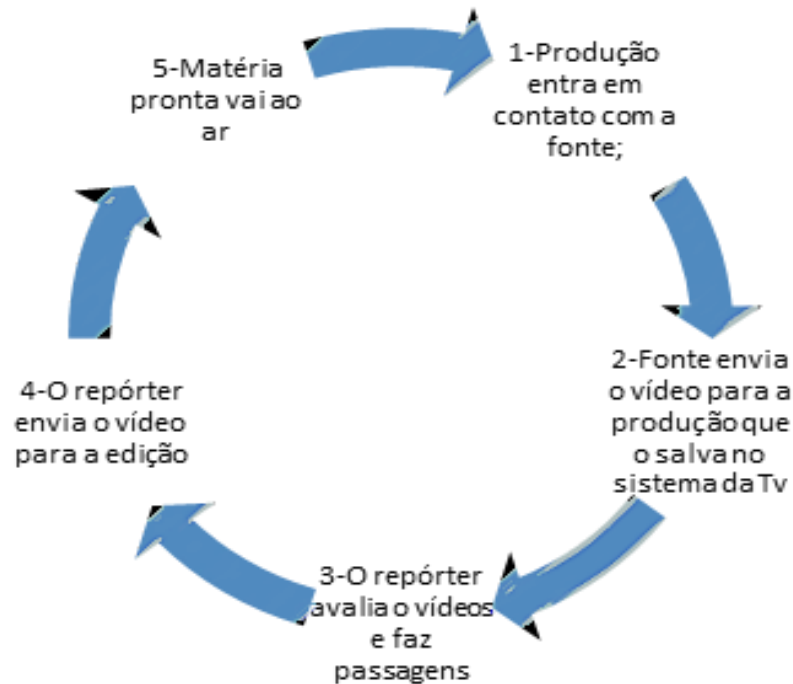 1-Produção
entra em
contato com a
fonte;
2-Fonte envia
o vídeo para a
produção que
o salva no
sistema da Tv
3-O repórter
avalia o vídeos
e faz
passagens
4-O repórter
envia o vídeo
para a edição
5-Matéria
pronta vai ao
ar